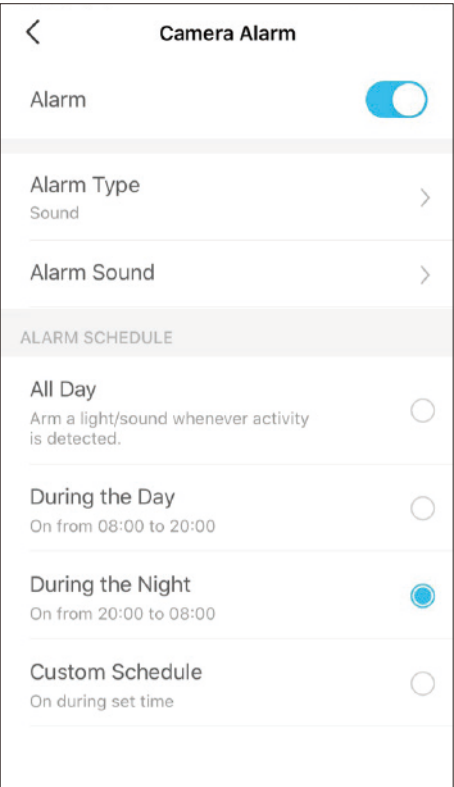 Camera Alarm
Alarm
Alarm Type
Sound
Alarm Sound
ALARM SCHEDULE
All Day
Arm a light/sound whenever activity
is detected.
During the Day
On from 08:00 to 20:00
During the Night
On from 20:00 to 08:00
Custom Schedule
On during set time